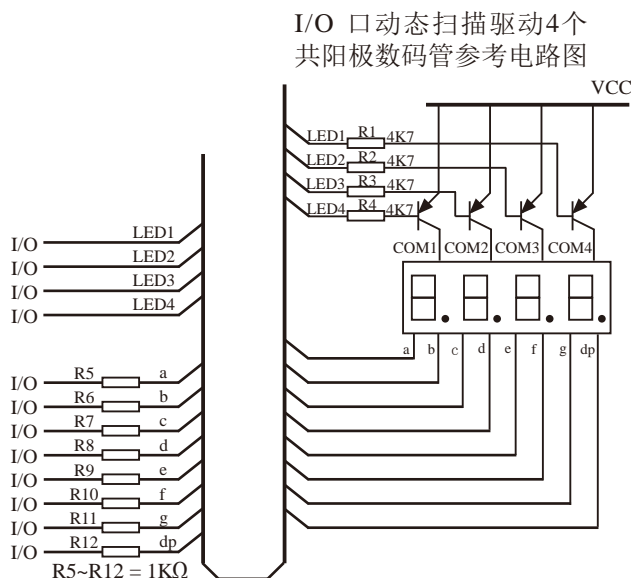 I/O 口动态扫描驱动4个
共阳极数码管参考电路图
VCC
LED1 R1 4K7
LED2 R2 4K7
LED3 R3 4K7
LED4 R4 4K7
COM1 COM2 COM3 COM4
I/O LED1
I/O LED2
I/O LED3
I/O LED4
a b c d e f g dp
I/O R5 a
I/O R6 b
I/O R7 c
I/O R8 d
I/O R9 e
I/O R10 f
I/O R11 g
I/O R12 dp
R5~R12 = 1KΩ